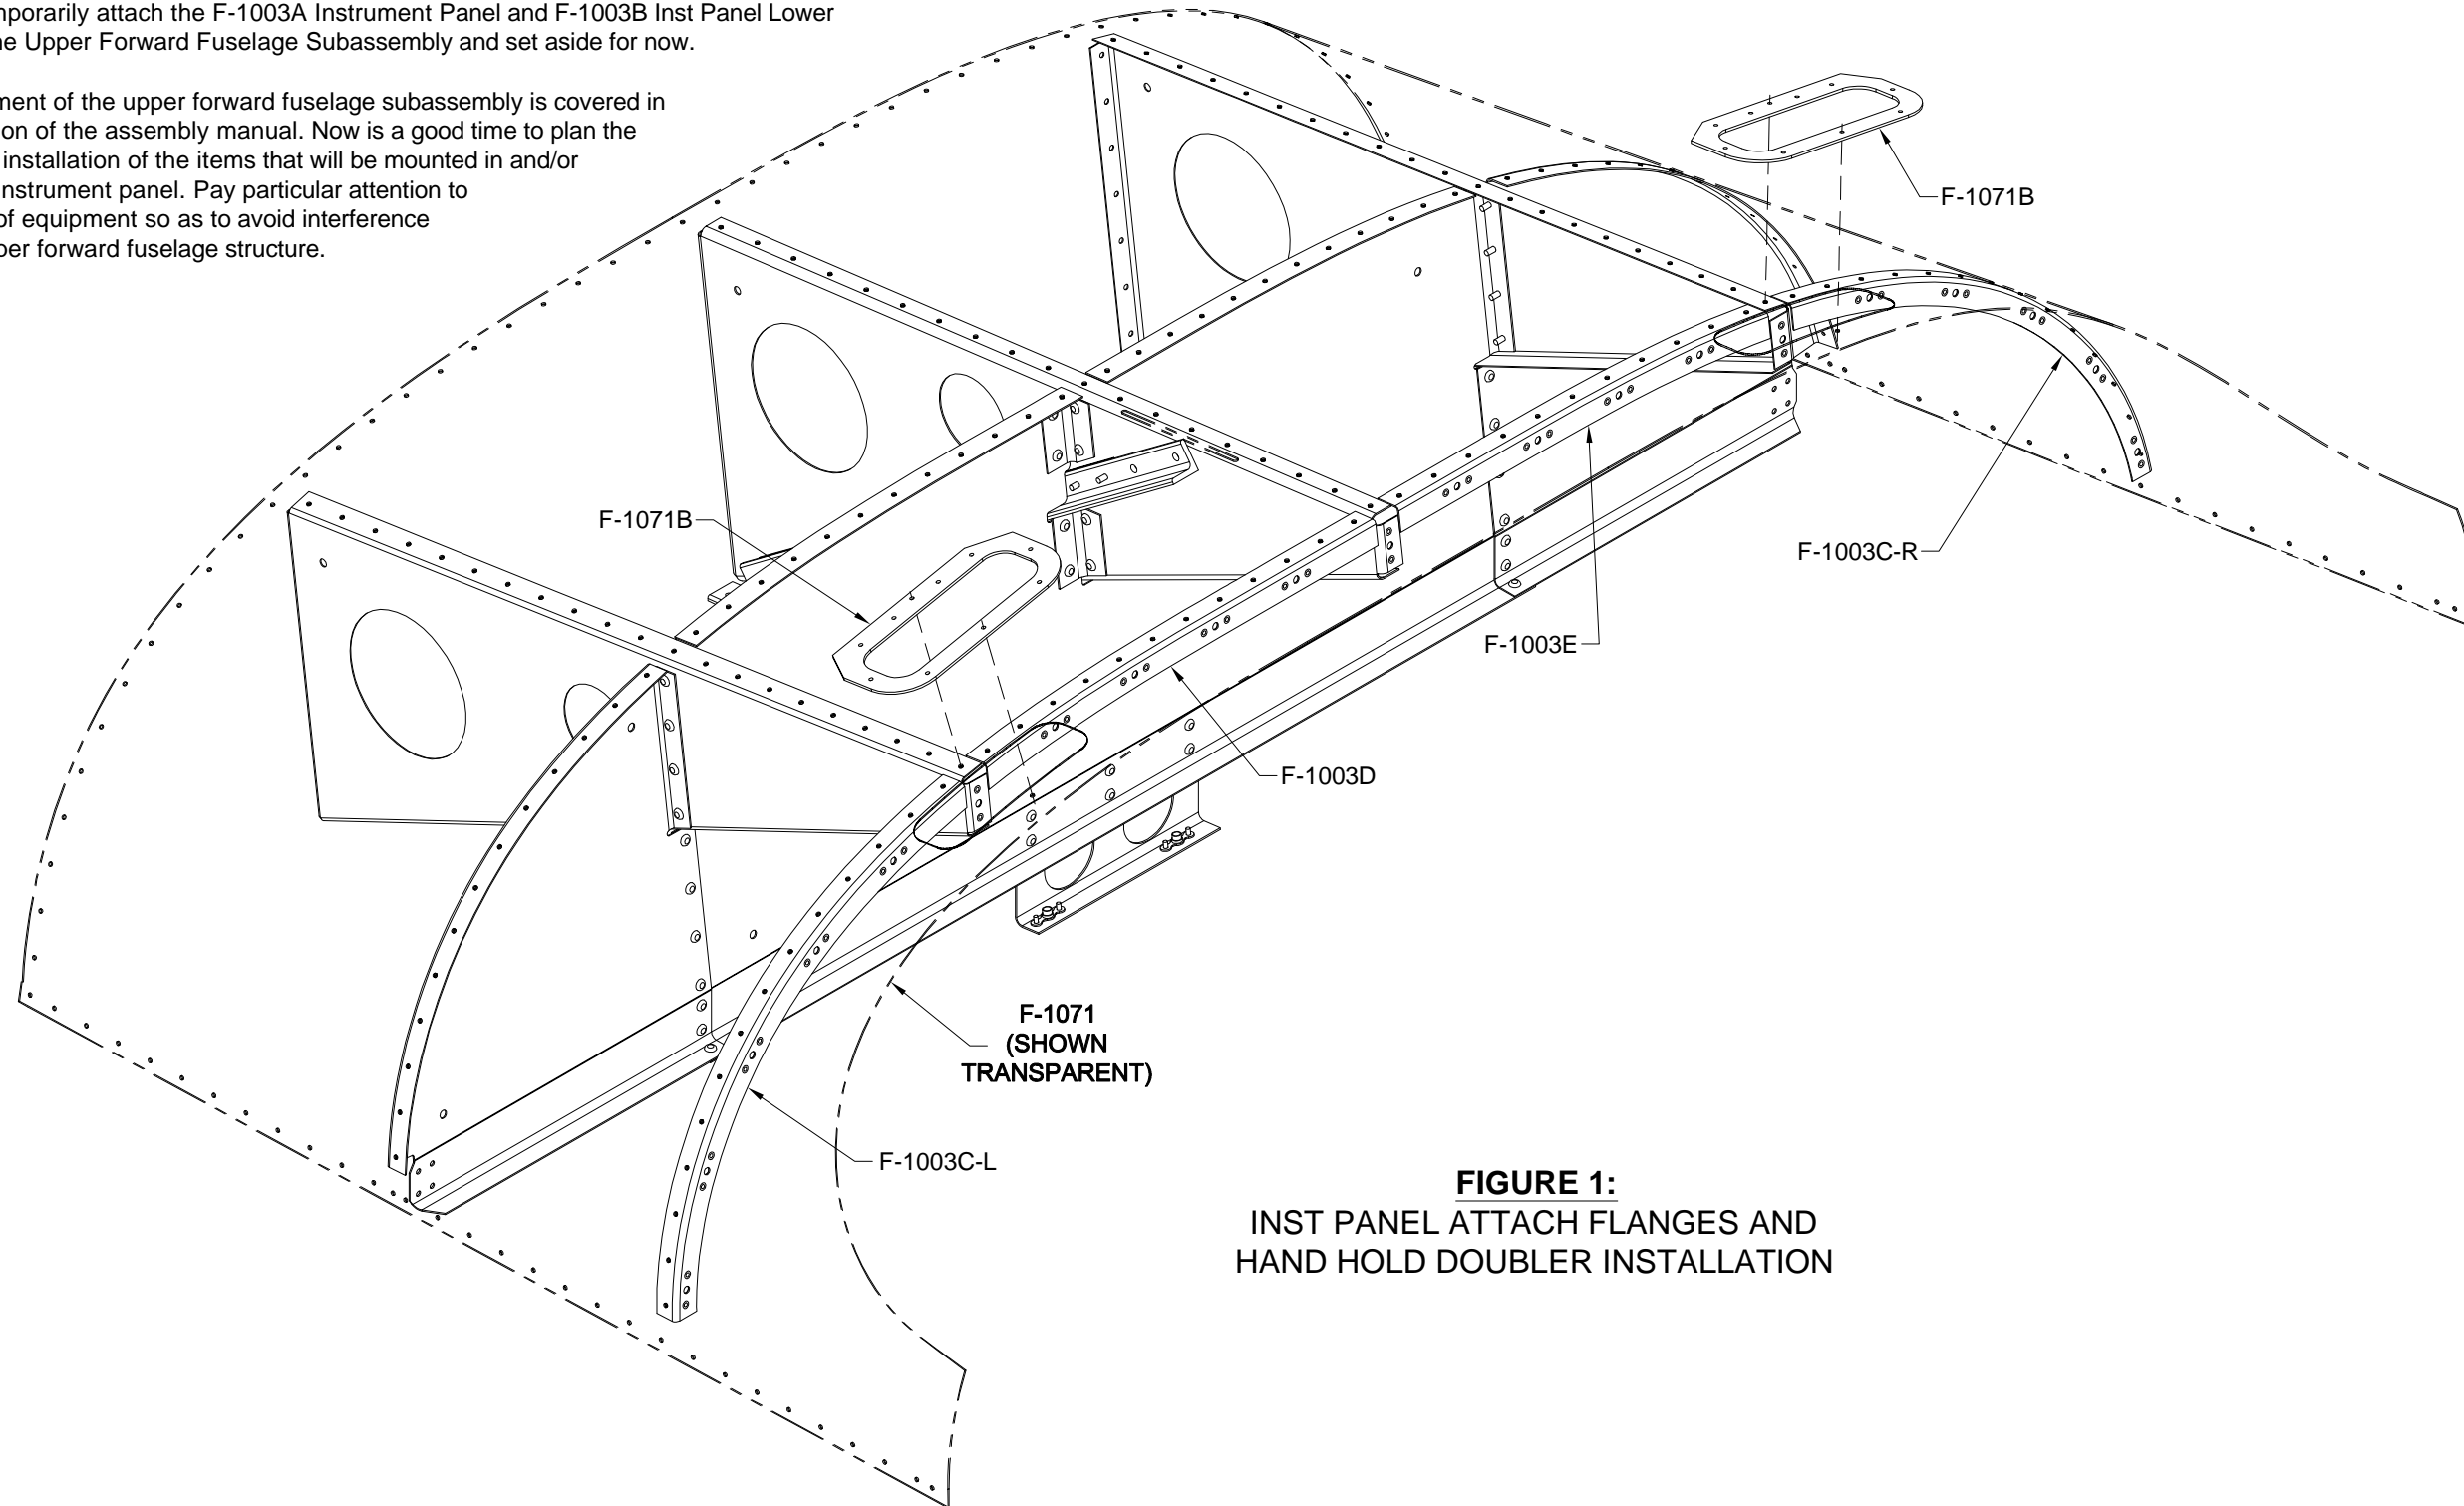 mporarily attach the F-1003A Instrument Panel and F-1003B Inst Panel Lower
he Upper Forward Fuselage Subassembly and set aside for now.
ment of the upper forward fuselage subassembly is covered in
ion of the assembly manual. Now is a good time to plan the
installation of the items that will be mounted in and/or
instrument panel. Pay particular attention to
of equipment so as to avoid interference
per forward fuselage structure.
F-1071B
F-1071B
F-1003C-R
F-1003E
F-1003D
F-1071
(SHOWN
TRANSPARENT)
F-1003C-L
FIGURE 1:
INST PANEL ATTACH FLANGES AND
HAND HOLD DOUBLER INSTALLATION